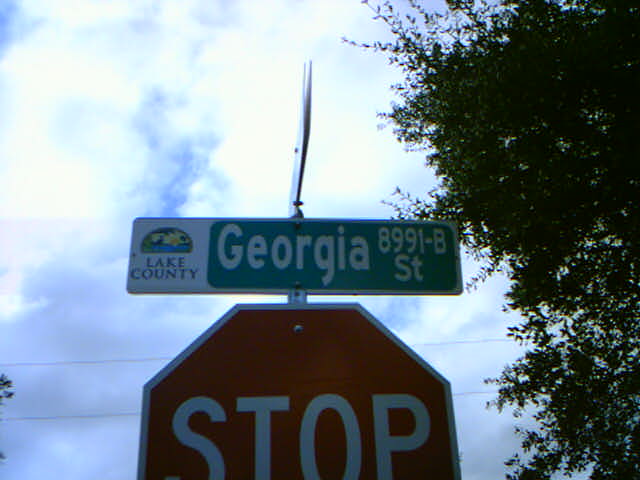 LAKE
COUNTY
Georgia St
8991-B
STOP